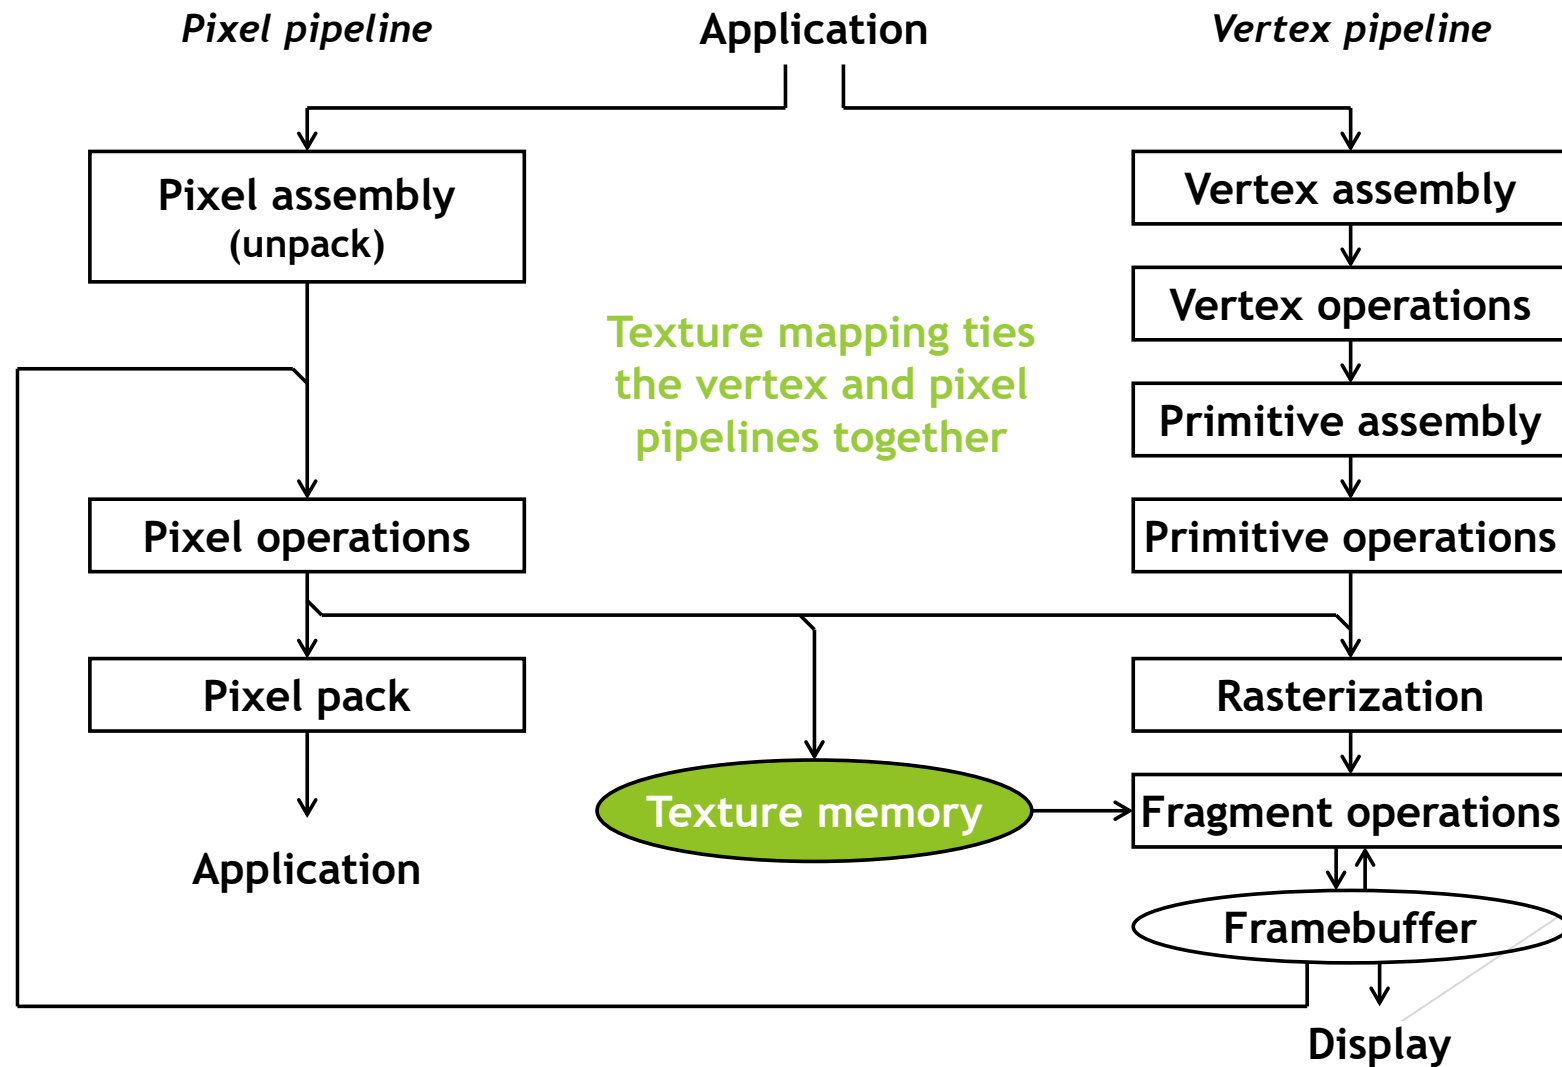 Pixel pipeline
Application
Vertex pipeline
Pixel assembly
(unpack)
Vertex assembly
Vertex operations
Texture mapping ties
the vertex and pixel
pipelines together
Primitive assembly
Pixel operations
Primitive operations
Pixel pack
Rasterization
Texture memory
Fragment operations
Application
Framebuffer
Display